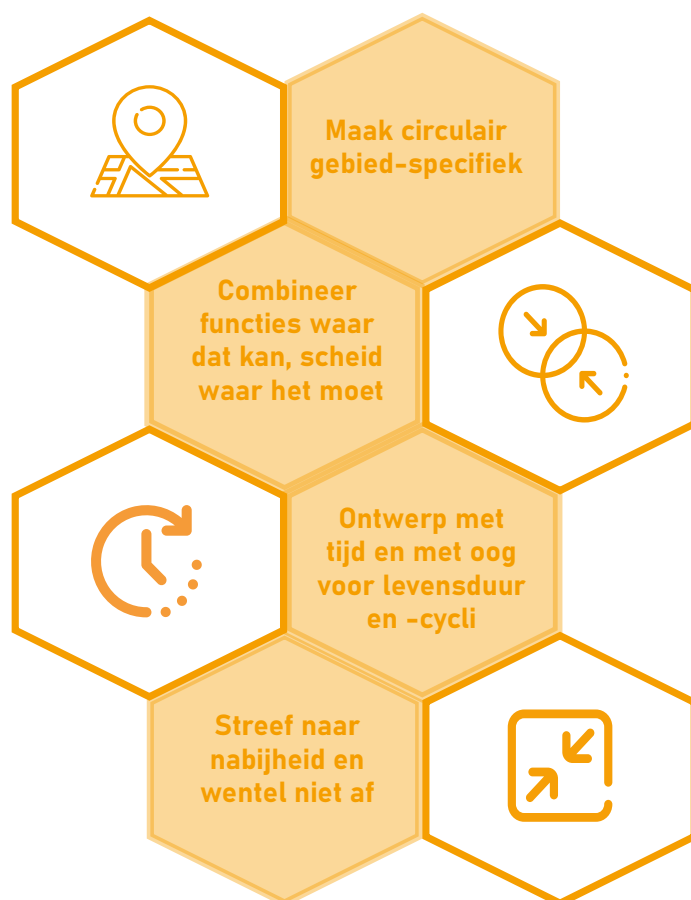 Maak circulair
gebied-specifiek
Combineer
functies waar
dat kan, scheid
waar het moet
Ontwerp met
tijd en met oog
voor levensduur
en -cycli
Streef naar
nabijheid en
wentel niet af